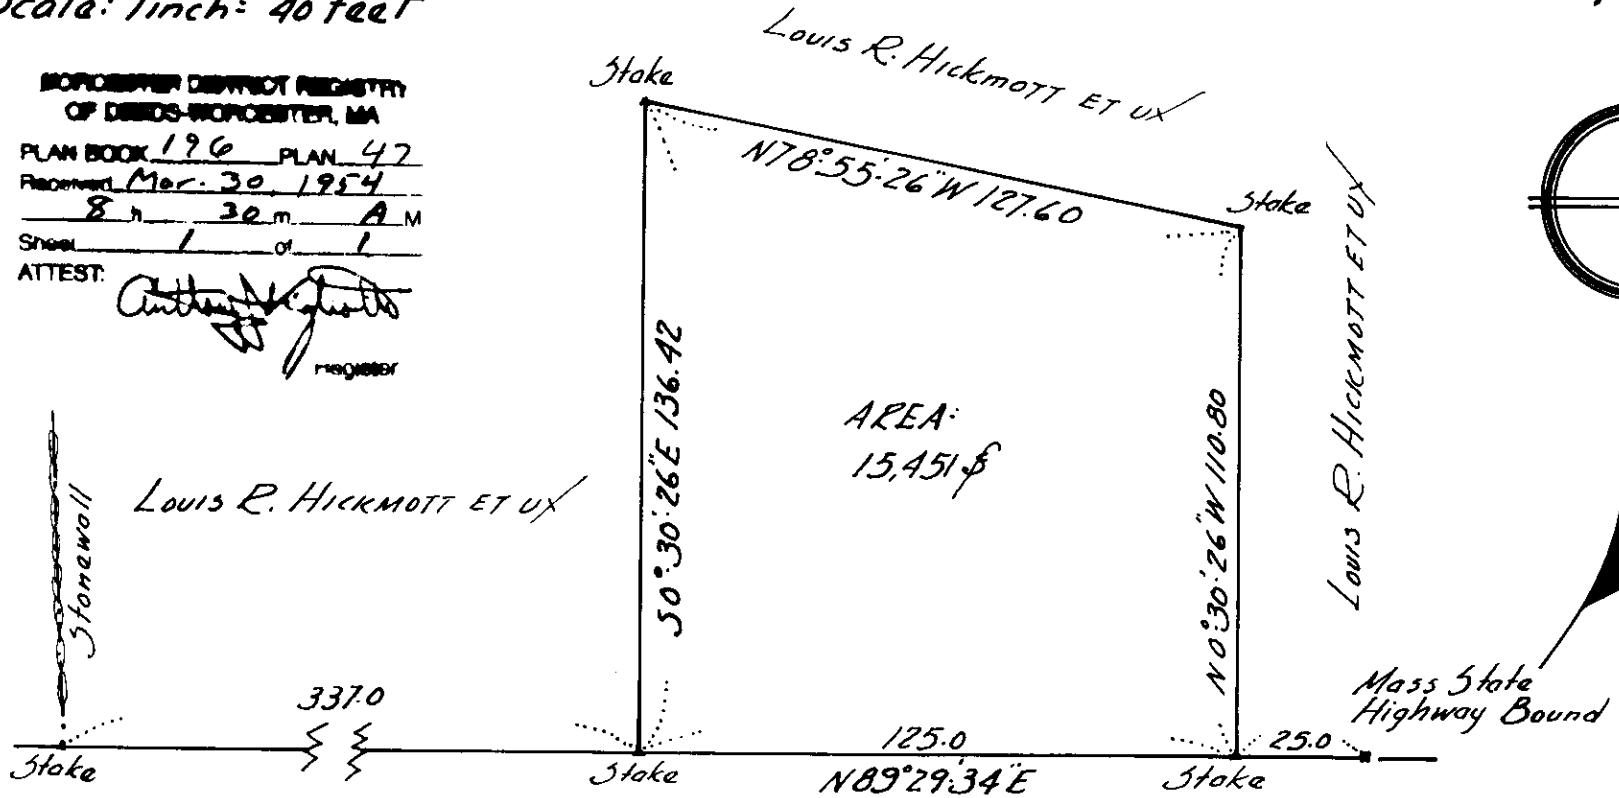 Scale: 1inch: 40 feet
WORCESTER DISTRICT REGISTRY
OF DEEDS-WORCESTER, MA
PLAN BOOK 196 PLAN 47
Received Mar. 30, 1954
8 h 30 m A M
Sheet 1 of 1
ATTEST:
Register
Louis R. Hickmott ET UX
Stake
N78°55'26"W 127.60
Stake
Louis R. Hickmott ET UX
S0°30'26"E 136.42
AREA:
15,451
N0°30'26"W 110.80
Louis R. Hickmott ET UX
Stonewall
Mass State
Highway Bound
337.0
125.0
25.0
Stake
Stake
N89°29'34"E
Stake